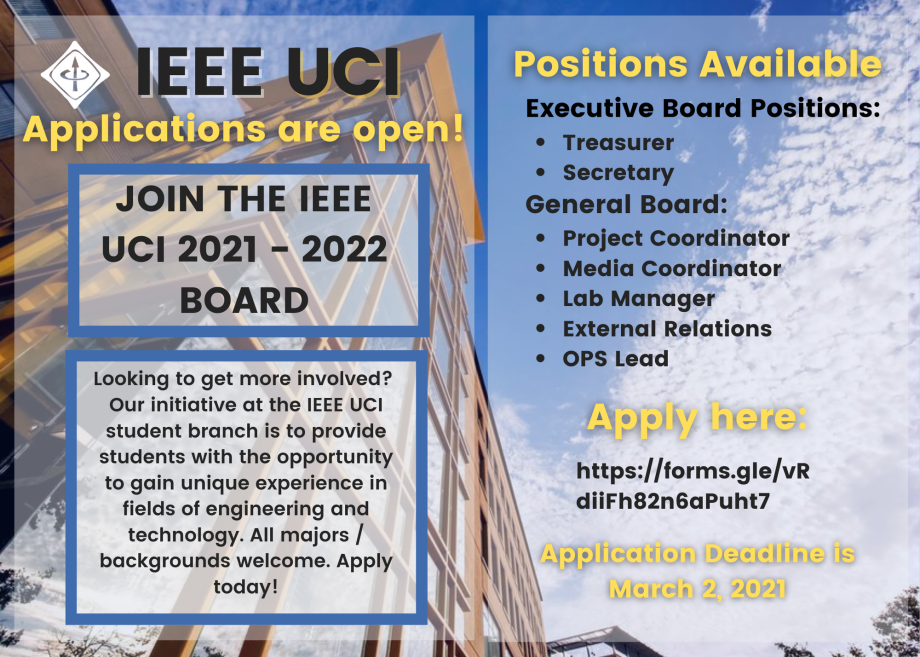 IEEE UCI
Applications are open!
JOIN THE IEEE
UCI 2021 - 2022
BOARD
Looking to get more involved?
Our initiative at the IEEE UCI
student branch is to provide
students with the opportunity
to gain unique experience in
fields of engineering and
technology. All majors /
backgrounds welcome. Apply
today!
Positions Available
Executive Board Positions:
• Treasurer
• Secretary
General Board:
• Project Coordinator
• Media Coordinator
• Lab Manager
• External Relations
• OPS Lead
Apply here:
https://forms.gle/vR
diiFh82n6aPuht7
Application Deadline is
March 2, 2021